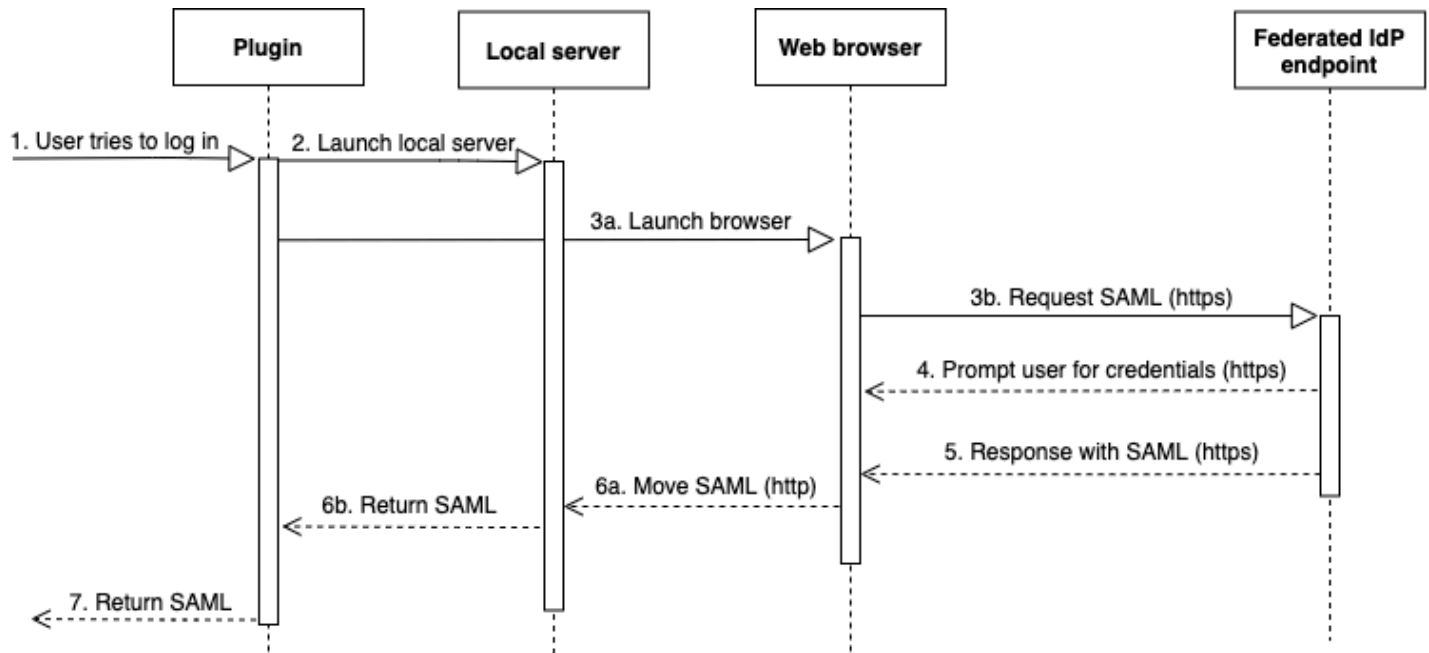 Plugin
Local server
Web browser
Federated IdP
endpoint
1. User tries to log in
2. Launch local server
3a. Launch browser
3b. Request SAML (https)
4. Prompt user for credentials (https)
5. Response with SAML (https)
6a. Move SAML (http)
6b. Return SAML
7. Return SAML